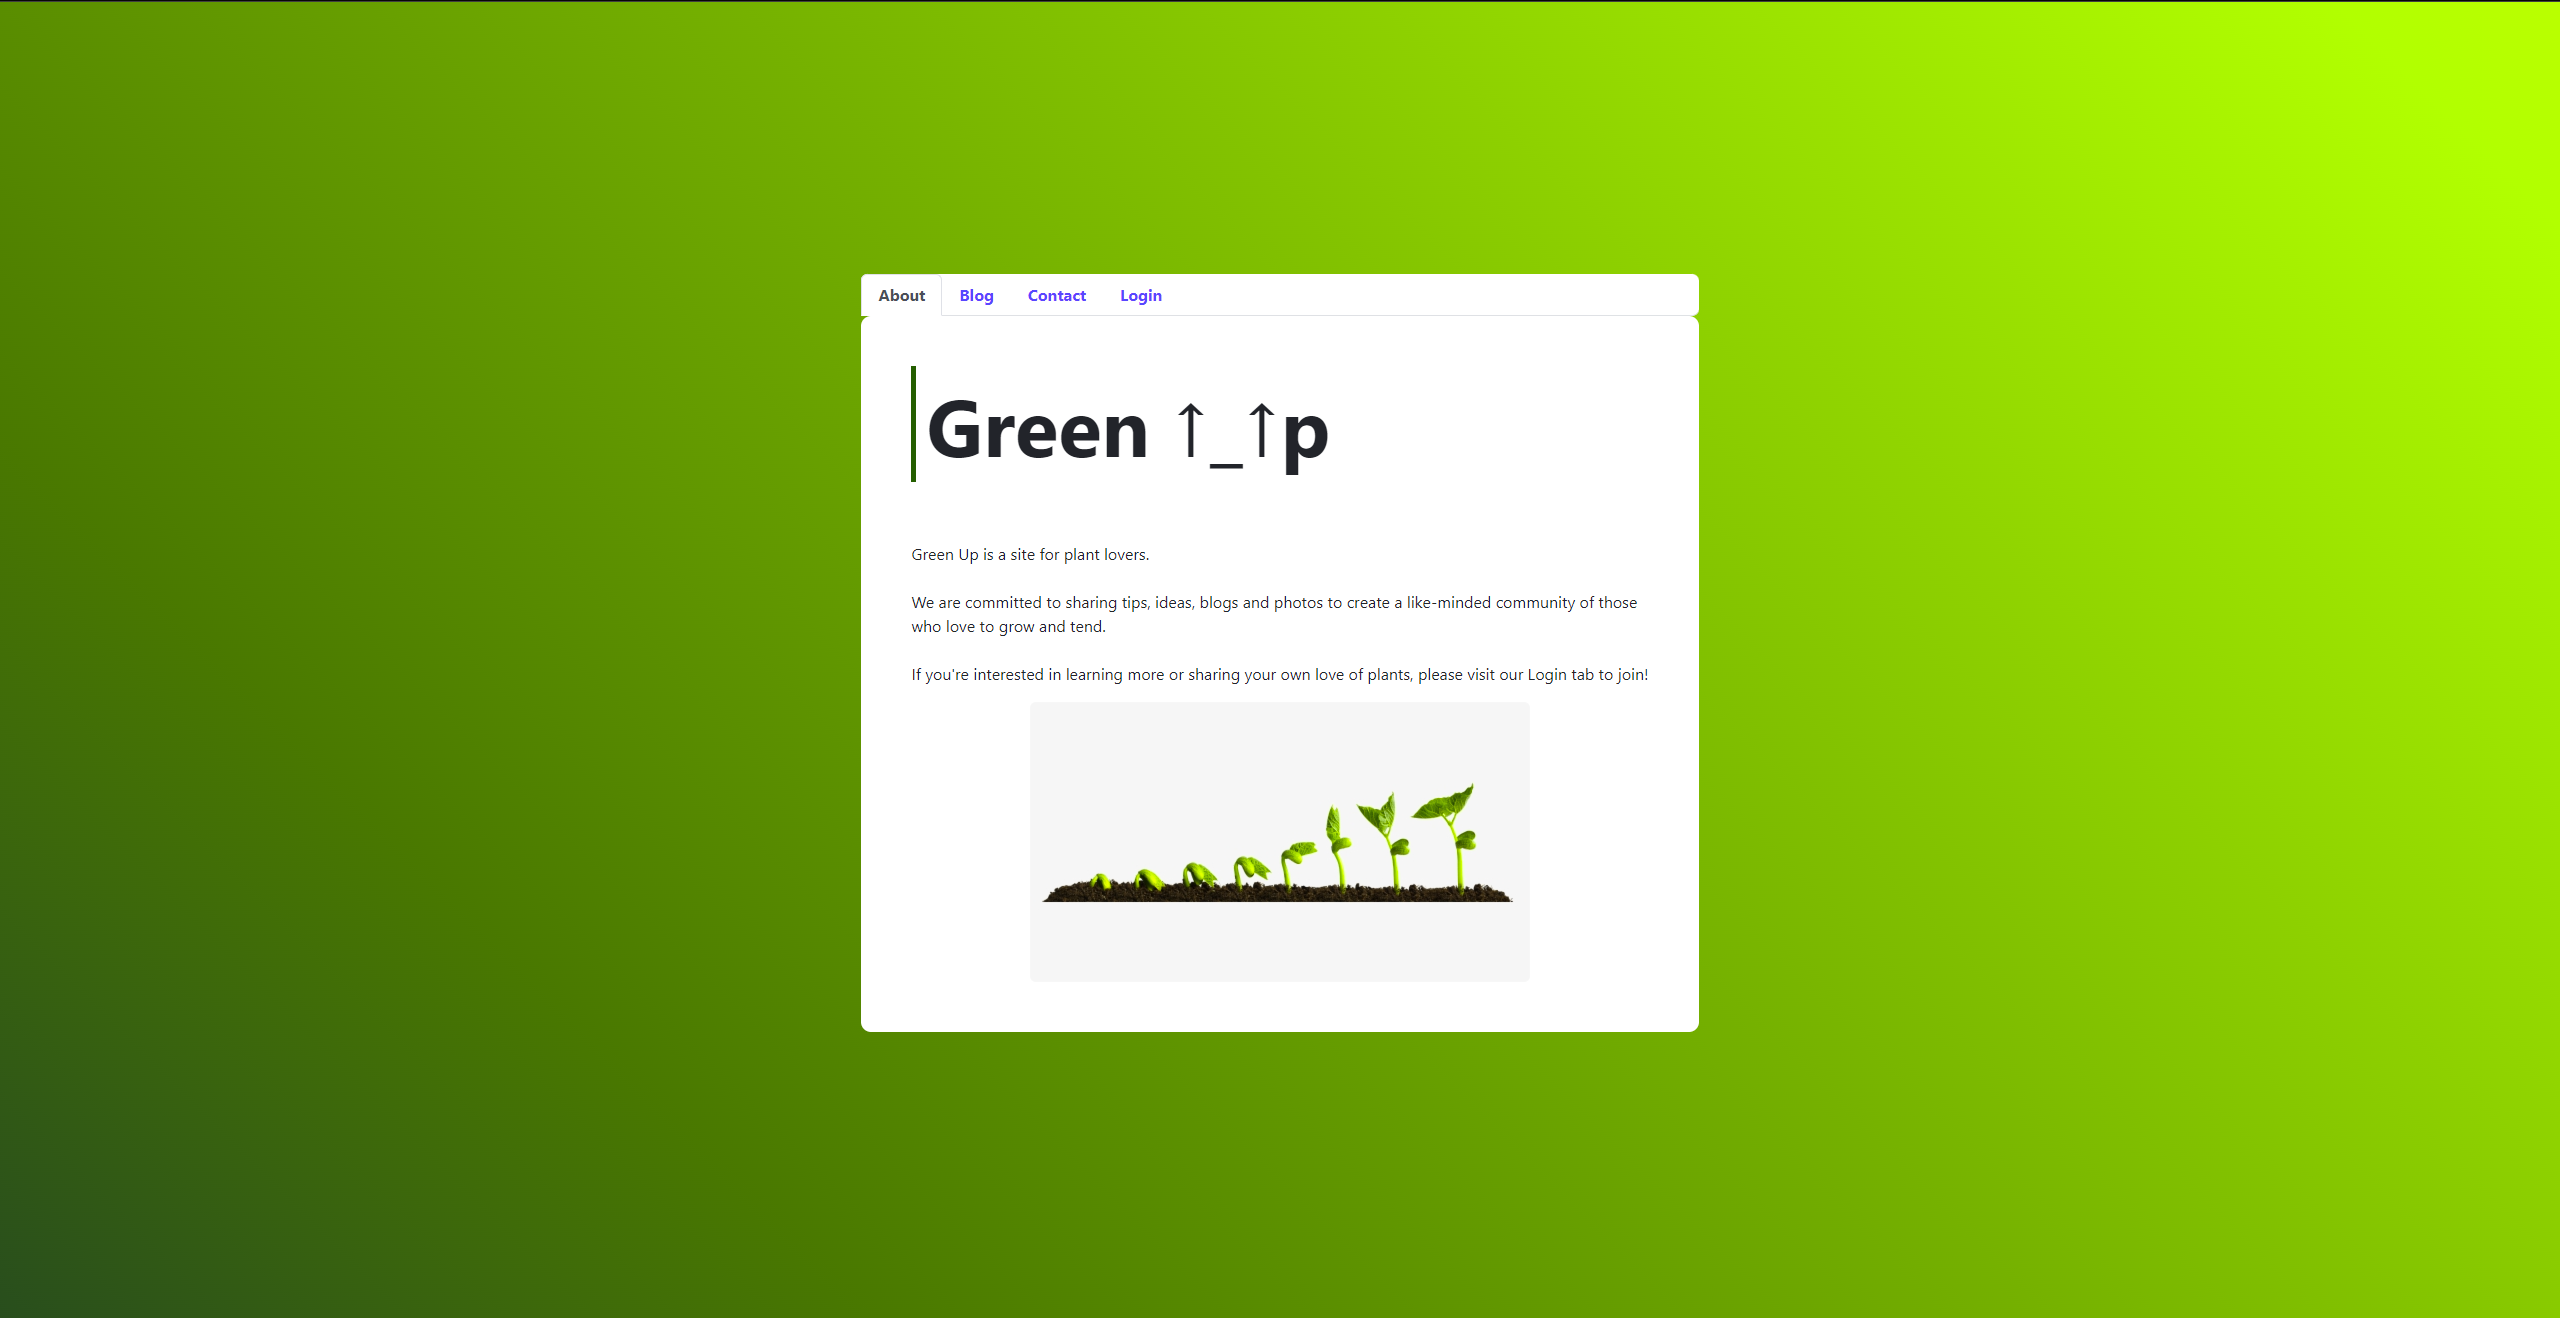 About Blog Contact Login
Green ↑_↑p
Green Up is a site for plant lovers.
We are committed to sharing tips, ideas, blogs and photos to create a like-minded community of those
who love to grow and tend.
If you're interested in learning more or sharing your own love of plants, please visit our Login tab to join!